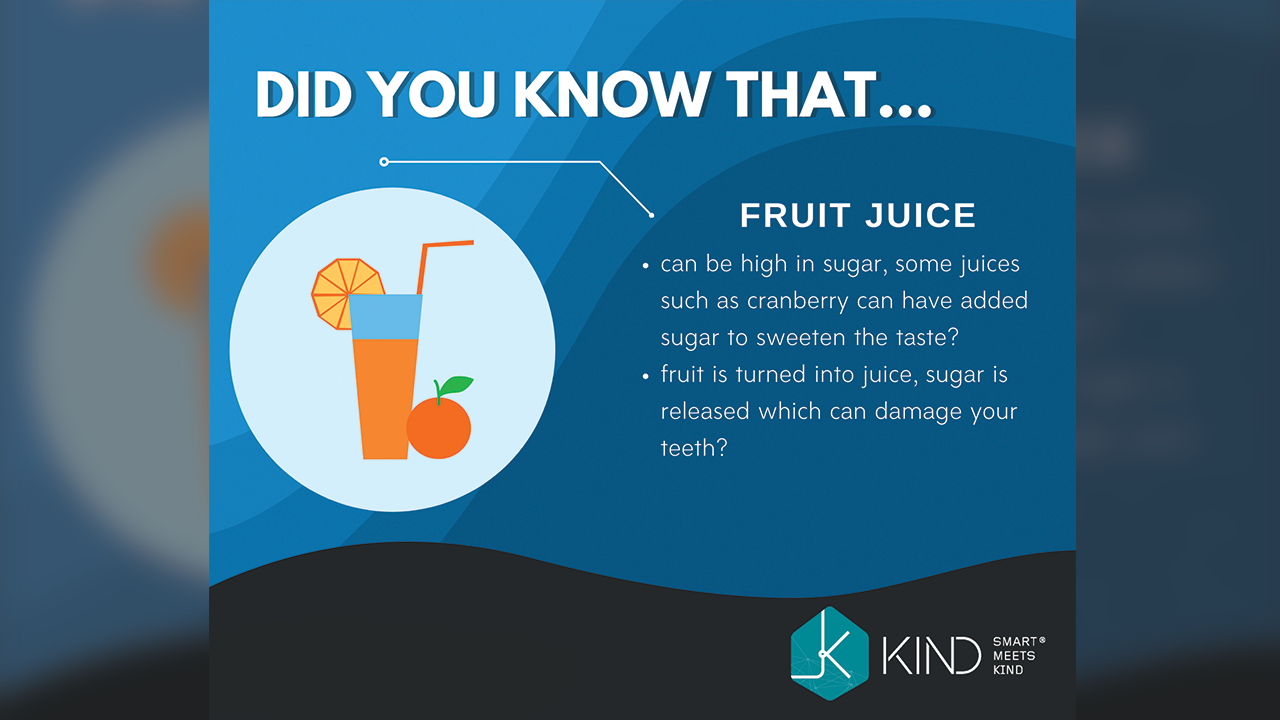 DID YOU KNOW THAT...
FRUIT JUICE
• can be high in sugar, some juices
such as cranberry can have added
sugar to sweeten the taste?
• fruit is turned into juice, sugar is
released which can damage your
teeth?
KIND
SMART®
MEETS
KIND